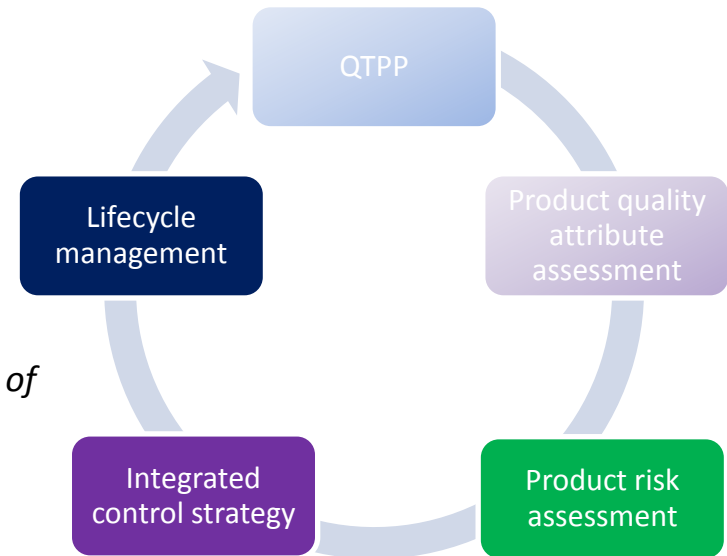 QTPP
Product quality
attribute
assessment
Lifecycle
management
of
Integrated
control strategy
Product risk
assessment